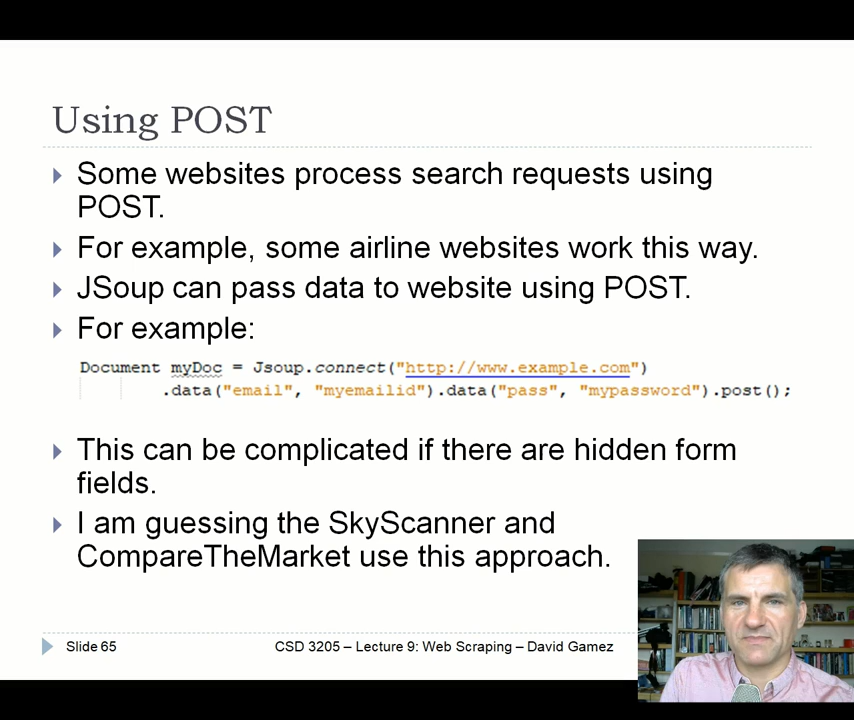 Using POST
Some websites process search requests using
POST.
For example, some airline websites work this way.
JSoup can pass data to website using POST.
For example:
Document myDoc = Jsoup.connect("http://www.example.com")
.data("email", "myemailid").data("pass", "mypassword").post();
This can be complicated if there are hidden form
fields.
I am guessing the SkyScanner and
CompareTheMarket use this approach.
Slide 65
CSD 3205 – Lecture 9: Web Scraping – David Gamez